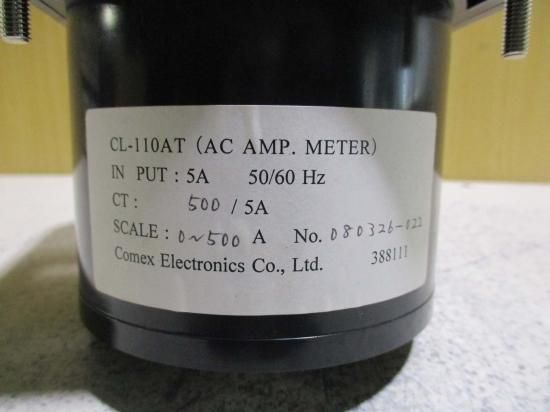 CL-110AT (AC AMP. METER)
IN PUT : 5A 50/60 Hz
CT : 500 / 5A
SCALE : 0~500 A No. 080326-022
Comex Electronics Co., Ltd. 388111